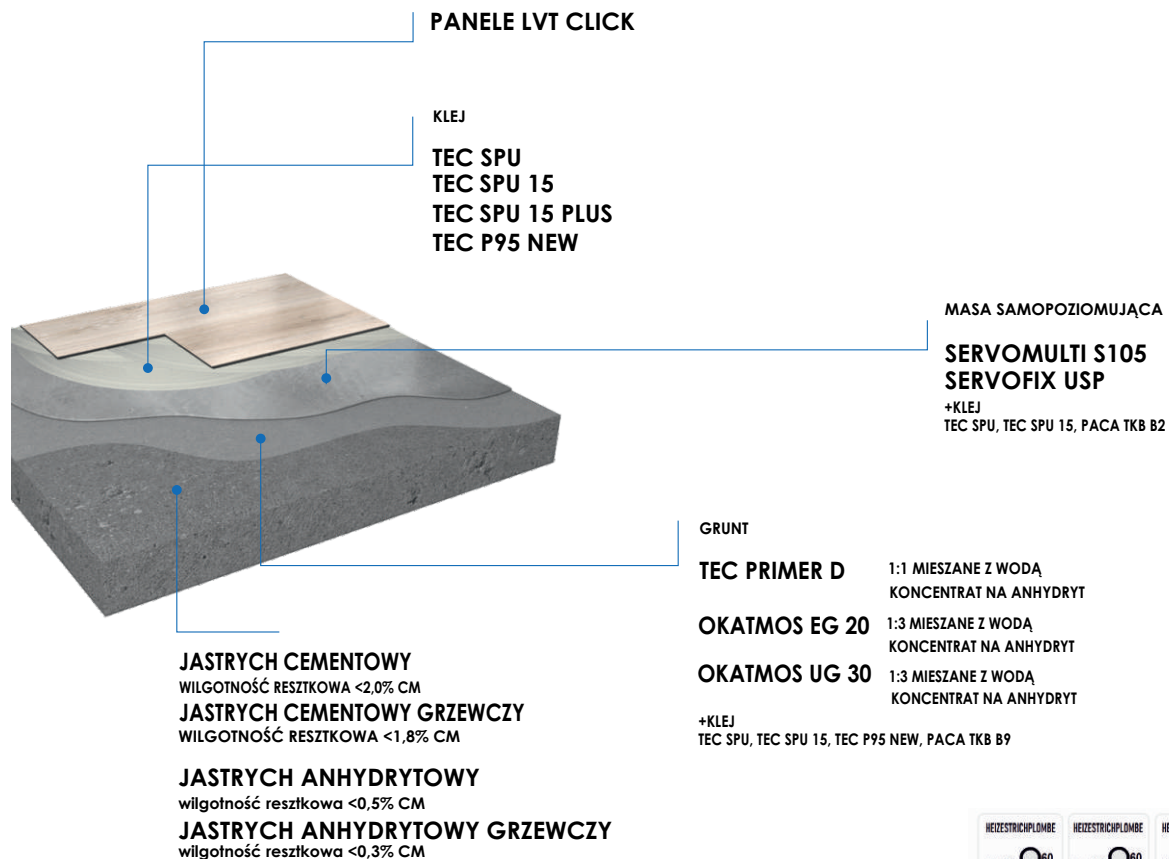 PANELE LVT CLICK
KLEJ
TEC SPU
TEC SPU 15
TEC SPU 15 PLUS
TEC P95 NEW
MASA SAMOPOZIOMUJĄCA
SERVOMULTI S105
SERVOFIX USP
+KLEJ
TEC SPU, TEC SPU 15, PACA TKB B2
GRUNT
TEC PRIMER D 1:1 MIESZANE Z WODĄ
KONCENTRAT NA ANHYDRYT
OKATMOS EG 20 1:3 MIESZANE Z WODĄ
KONCENTRAT NA ANHYDRYT
OKATMOS UG 30 1:3 MIESZANE Z WODĄ
KONCENTRAT NA ANHYDRYT
+KLEJ
TEC SPU, TEC SPU 15, TEC P95 NEW, PACA TKB B9
JASTRYCH CEMENTOWY
WILGOTNOŚĆ RESZTKOWA <2,0% CM
JASTRYCH CEMENTOWY GRZEWCZY
WILGOTNOŚĆ RESZTKOWA <1,8% CM
JASTRYCH ANHYDRYTOWY
wilgotność resztkowa <0,5% CM
JASTRYCH ANHYDRYTOWY GRZEWCZY
wilgotność resztkowa <0,3% CM
HEIZESTRICHPLOMBE HEIZESTRICHPLOMBE HE
60 60